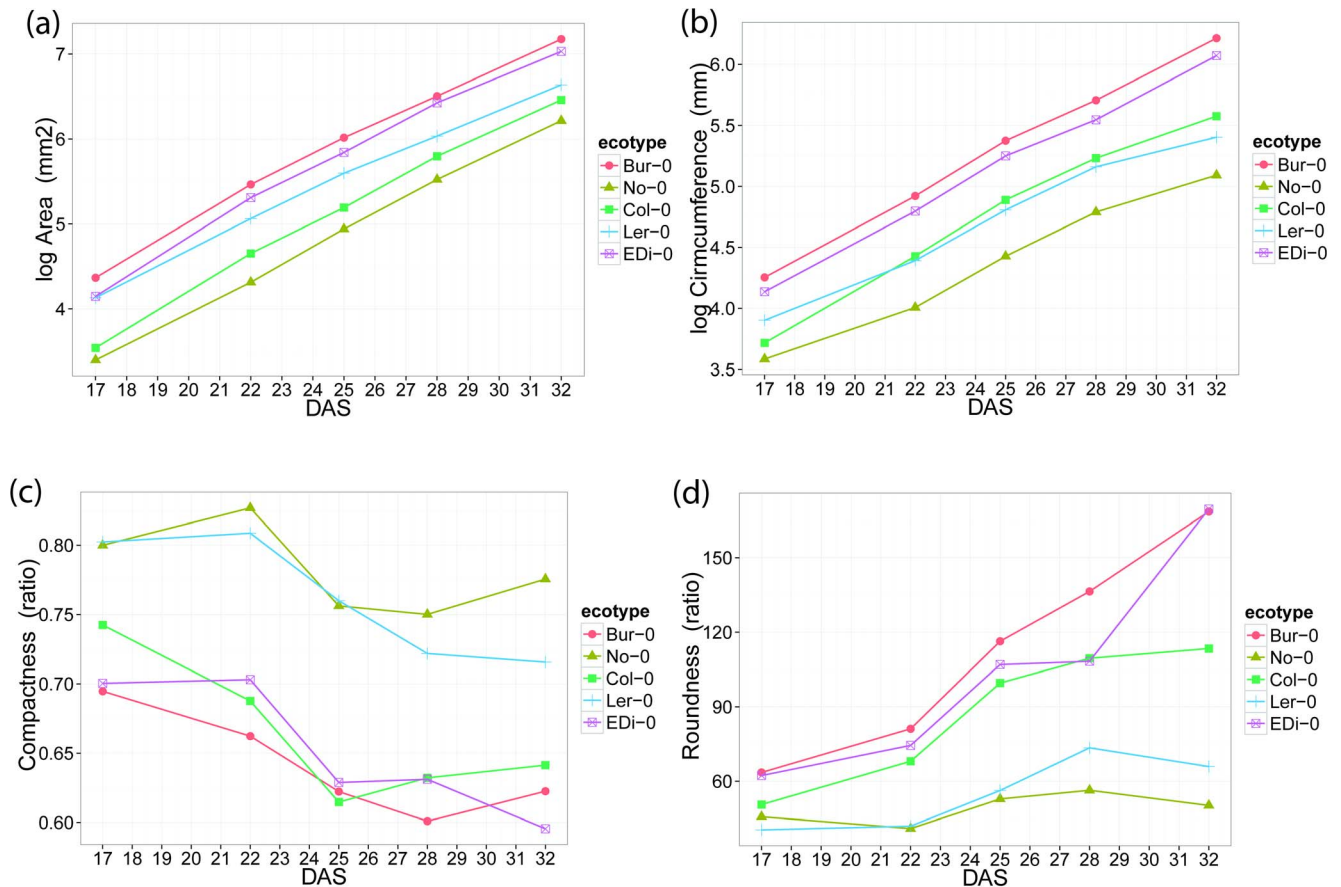 (a)
log Area (mm2)
7
6
5
4
17 18 19 20 21 22 23 24 25 26 27 28 29 30 31 32
DAS
ecotype
Bur−0
No−0
Col−0
Ler−0
EDi−0
(b)
log Cirmcumference (mm)
6.0
5.5
5.0
4.5
4.0
3.5
17 18 19 20 21 22 23 24 25 26 27 28 29 30 31 32
DAS
ecotype
Bur−0
No−0
Col−0
Ler−0
EDi−0
(c)
Compactness (ratio)
0.80
0.75
0.70
0.65
0.60
17 18 19 20 21 22 23 24 25 26 27 28 29 30 31 32
DAS
ecotype
Bur−0
No−0
Col−0
Ler−0
EDi−0
(d)
Roundness (ratio)
150
120
90
60
17 18 19 20 21 22 23 24 25 26 27 28 29 30 31 32
DAS
ecotype
Bur−0
No−0
Col−0
Ler−0
EDi−0